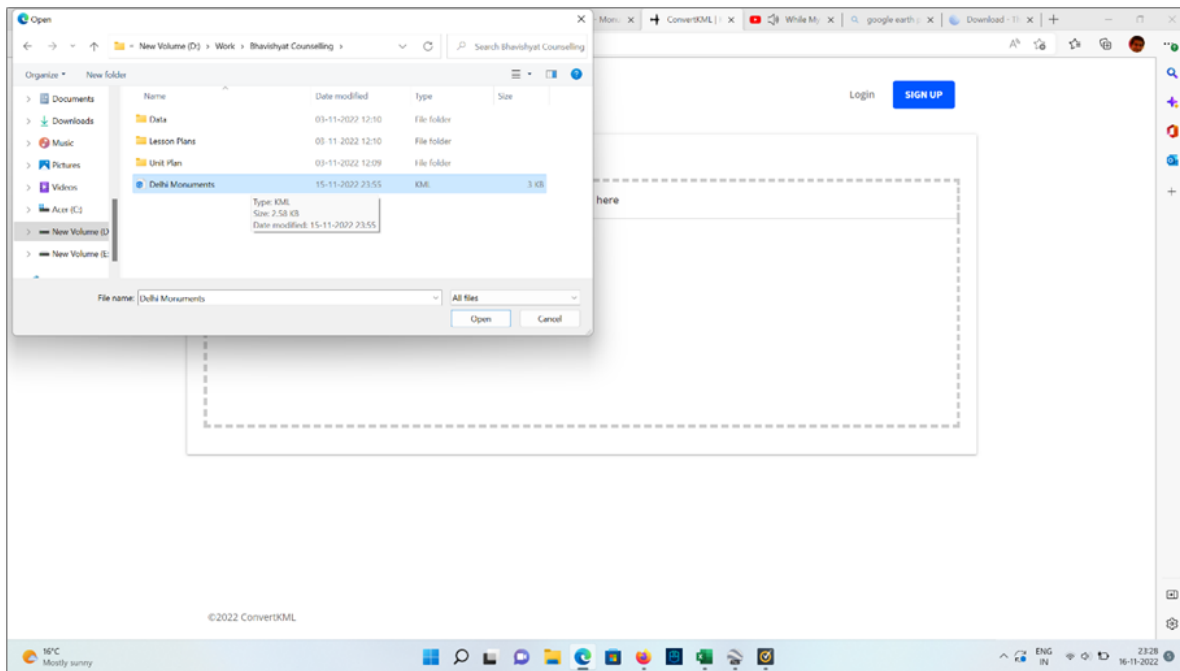 Open
Monu
ConvertKML |
While My
google earth p
Download - Th
New Volume (D:) › Work › Bhavishyat Counselling ›
Search Bhavishyat Counselling
Organize
New folder
Login
SIGN UP
Name
Date modified
Type
Size
Documents
Downloads
Music
Pictures
Videos
Acer (C:)
New Volume (D
New Volume (E:
Data
03-11-2022 12:10
File folder
Lesson Plans
03-11-2022 12:10
File folder
Unit Plan
03-11-2022 12:09
File folder
Delhi Monuments
15-11-2022 23:55
KML
3 KB
Type: KML
Size: 2.58 KB
Date modified: 15-11-2022 23:55
here
File name:
Delhi Monuments
All files
Open
Cancel
©2022 ConvertKML
16°C
Mostly sunny
ENG
IN
23:28
16-11-2022